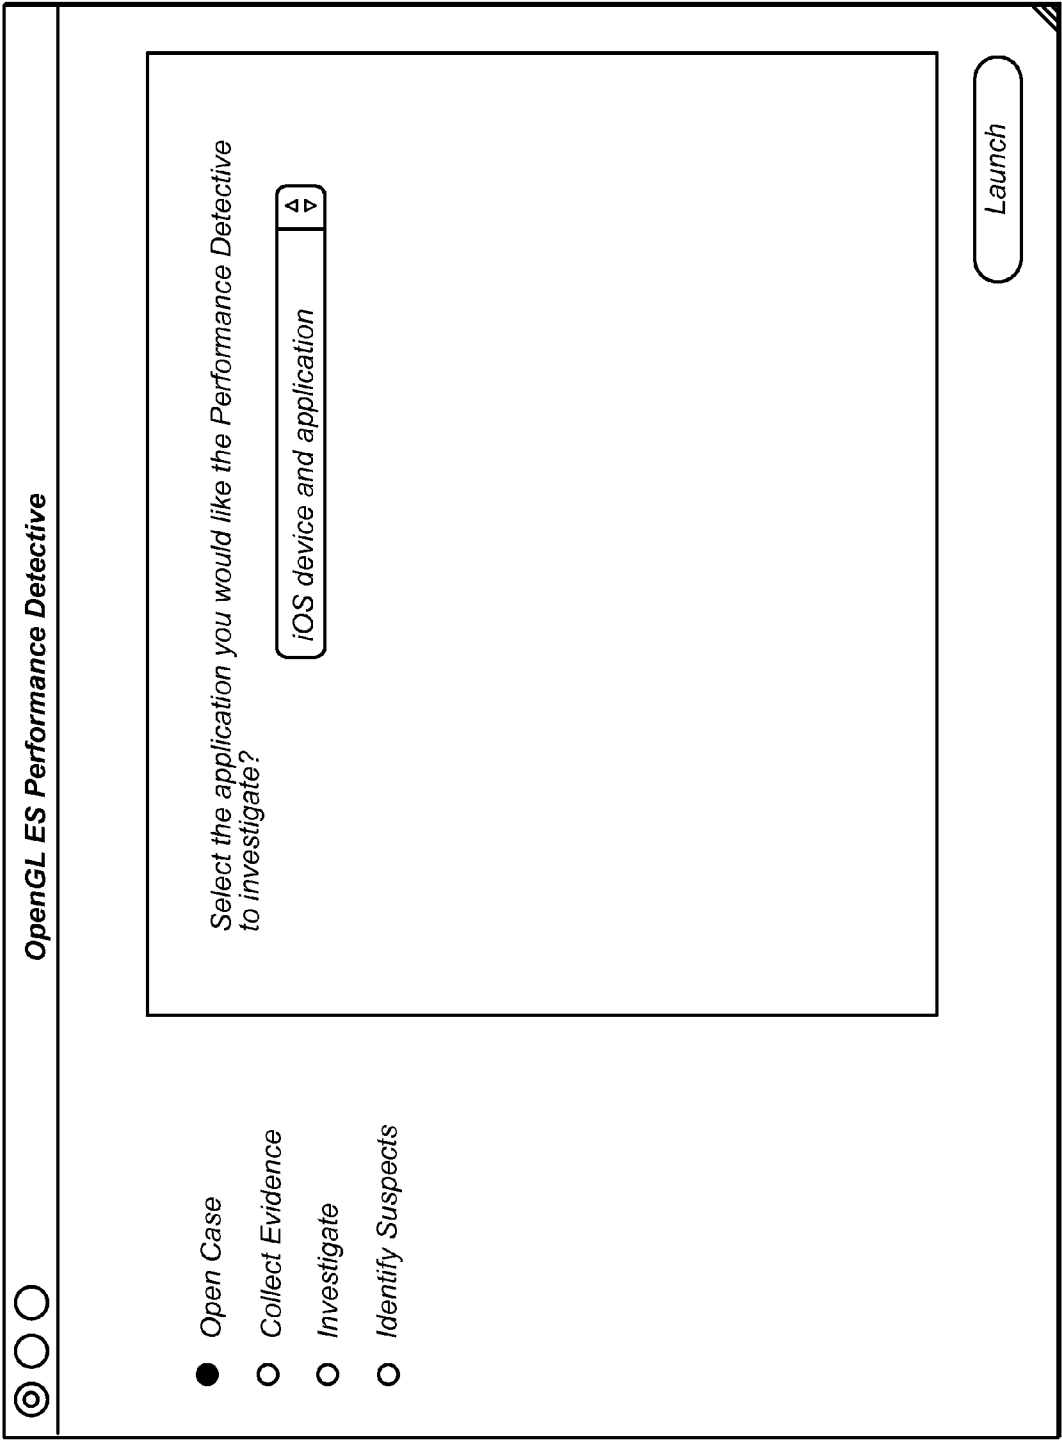 OpenGL ES Performance Detective
Open Case
Collect Evidence
Investigate
Identify Suspects
Select the application you would like the Performance Detective
to investigate?
iOS device and application
Launch